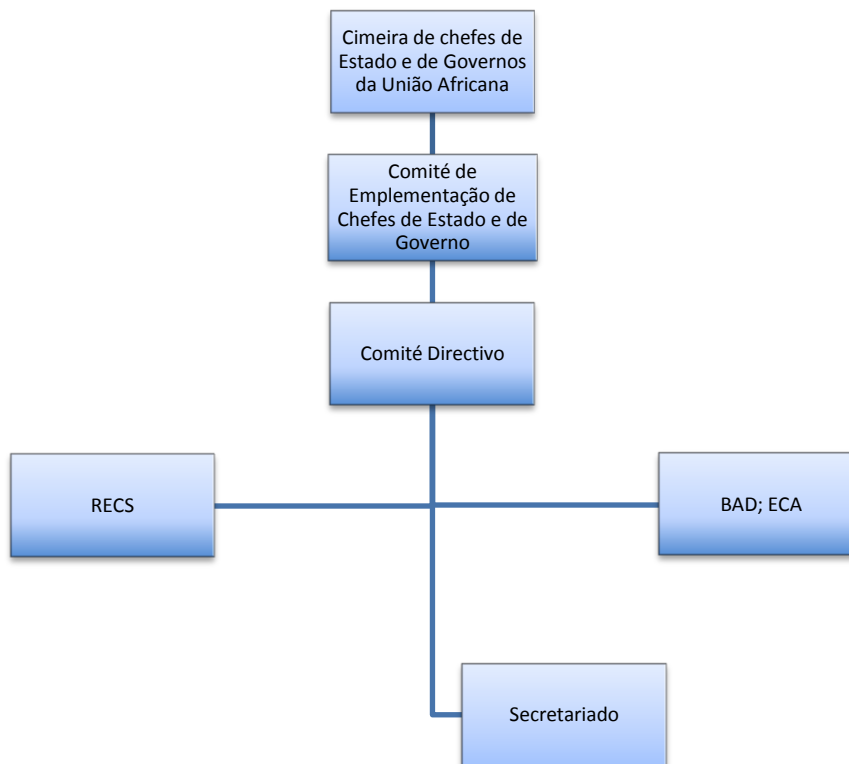 Cimeira de chefes de
Estado e de Governos
da União Africana
Comité de
Emplementação de
Chefes de Estado e de
Governo
Comité Directivo
RECS
BAD; ECA
Secretariado